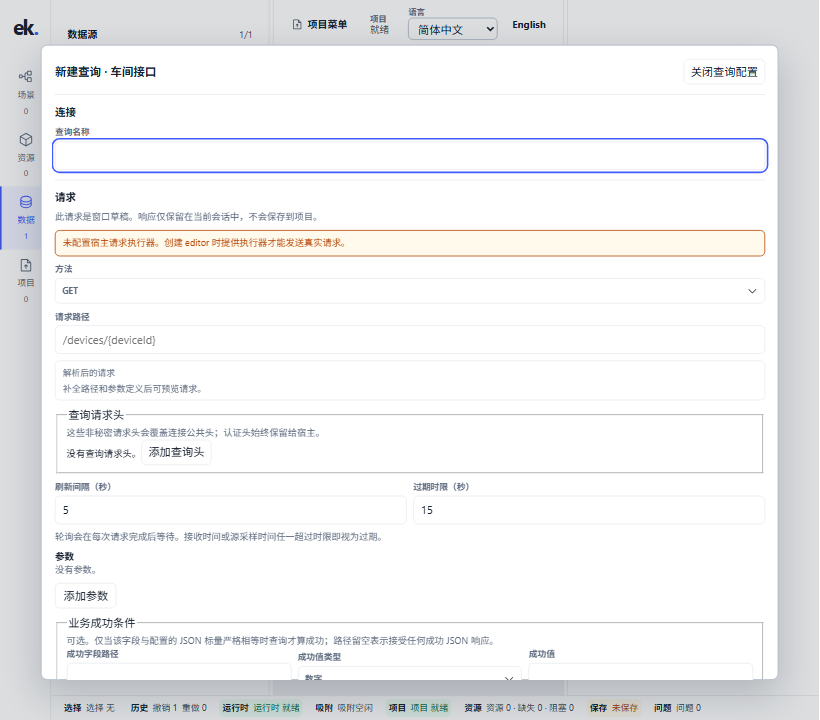 ek.
数据源
1/1
项目菜单
项目
就绪
语言
简体中文
English
场景
0
资源
0
数据
1
项目
0
新建查询 · 车间接口
关闭查询配置
连接
查询名称
请求
此请求是窗口草稿。响应仅保留在当前会话中，不会保存到项目。
未配置宿主请求执行器。创建 editor 时提供执行器才能发送真实请求。
方法
GET
请求路径
/devices/{deviceId}
解析后的请求
补全路径和参数定义后可预览请求。
查询请求头
这些非秘密请求头会覆盖连接公共头；认证头始终保留给宿主。
没有查询请求头。
添加查询头
刷新间隔（秒）
过期时限（秒）
5
15
轮询会在每次请求完成后等待。接收时间或源采样时间任一超过时限即视为过期。
参数
没有参数。
添加参数
业务成功条件
可选。仅当该字段与配置的 JSON 标量严格相等时查询才算成功；路径留空表示接受任何成功 JSON 响应。
成功字段路径
成功值类型
成功值
数字
选择 选择 无
历史 撤销 1 重做 0
运行时 运行时 就绪
吸附 吸附空闲
项目 项目 就绪
资源 资源 0 · 缺失 0 · 阻塞 0
保存 未保存
问题 问题 0